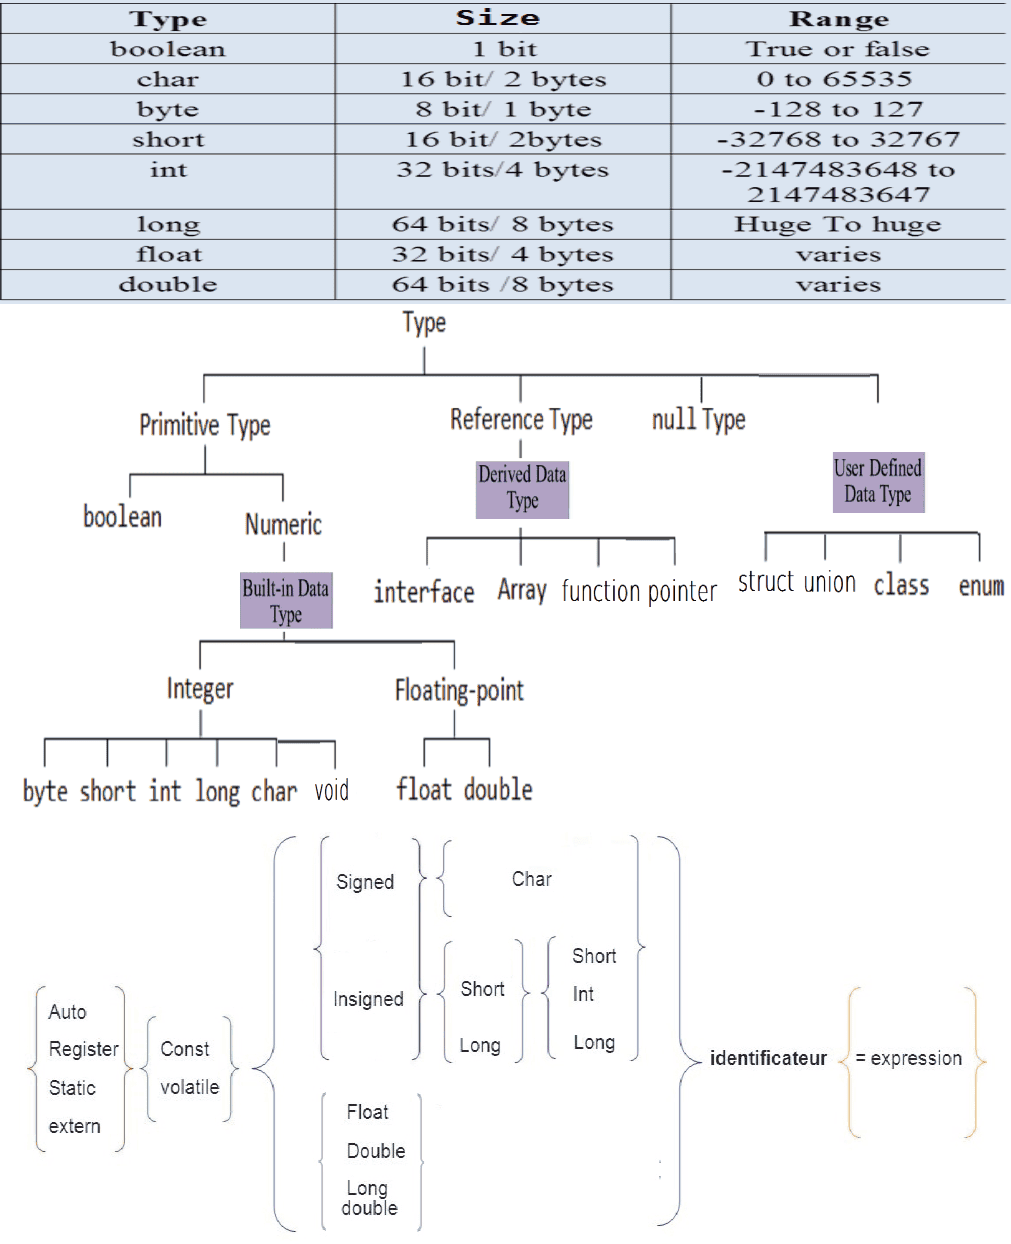 Type Size Range
boolean 1 bit True or false
char 16 bit/ 2 bytes 0 to 65535
byte 8 bit/ 1 byte -128 to 127
short 16 bit/ 2bytes -32768 to 32767
int 32 bits/4 bytes -2147483648 to
2147483647
long 64 bits/ 8 bytes Huge To huge
float 32 bits/ 4 bytes varies
double 64 bits /8 bytes varies
Type
Primitive Type Reference Type null Type
Derived Data
Type
User Defined
Data Type
boolean Numeric
interface Array function pointer struct union class enum
Built-in Data
Type
Integer Floating-point
byte short int long char void float double
Signed Char
Insigned Short Short
Int
Long Long
Auto
Register Const
Static volatile
extern
identificateur = expression
Float
Double
Long
double
;